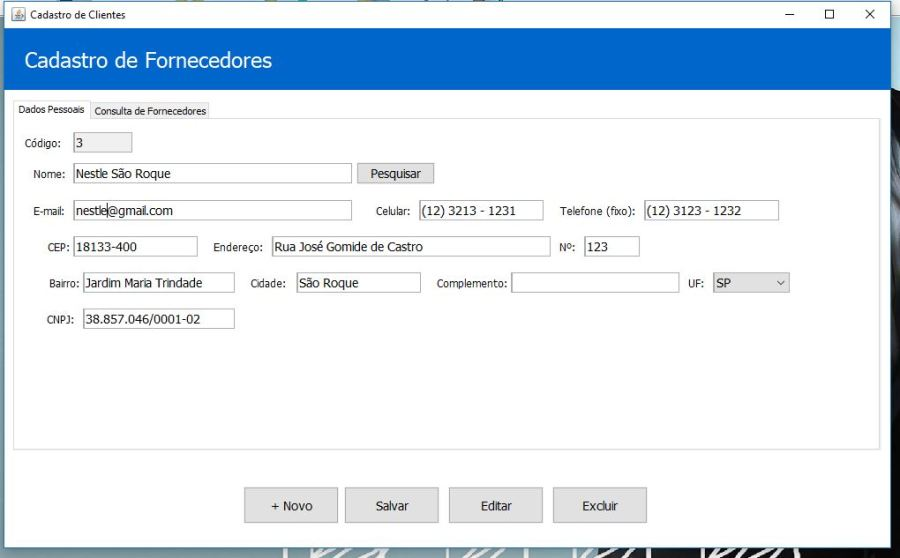 Cadastro de Clientes
Cadastro de Fornecedores
Dados Pessoais Consulta de Fornecedores
Código: 3
Nome: Nestle São Roque Pesquisar
E-mail: nestle@gmail.com Celular: (12) 3213 - 1231 Telefone (fixo): (12) 3123 - 1232
CEP: 18133-400 Endereço: Rua José Gomide de Castro Nº: 123
Bairro: Jardim Maria Trindade Cidade: São Roque Complemento: UF: SP
CNPJ: 38.857.046/0001-02
+ Novo Salvar Editar Excluir